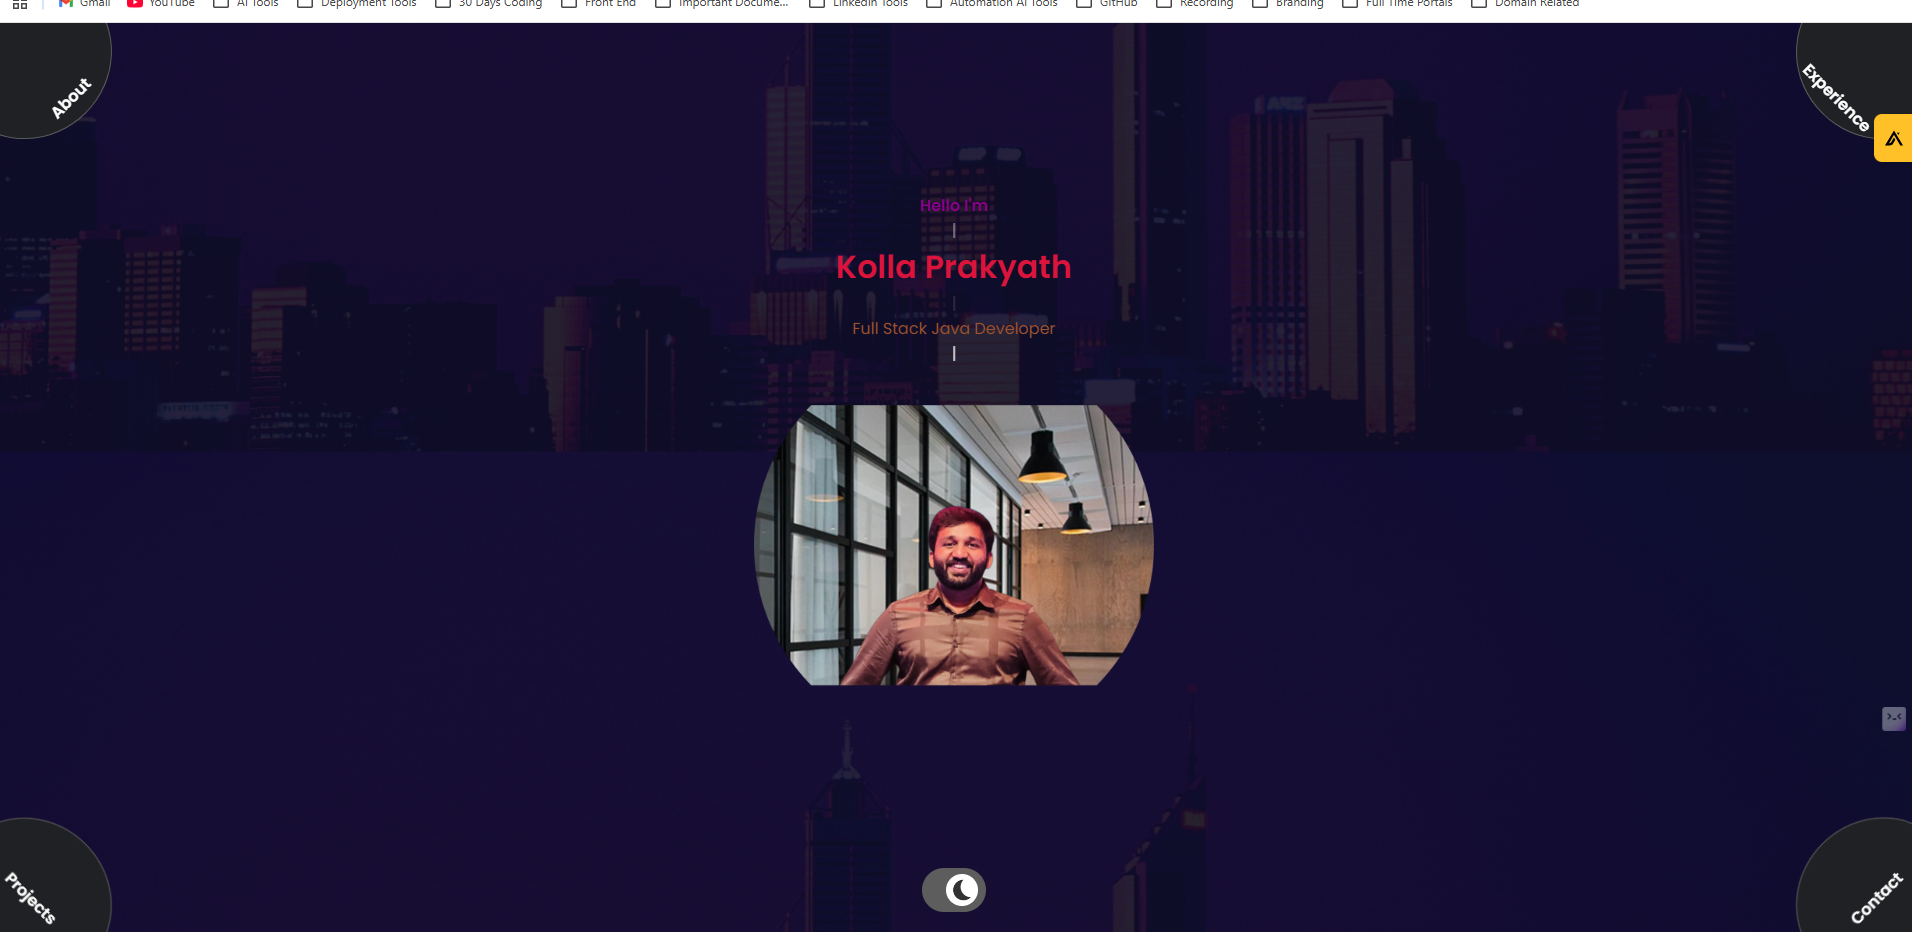 Gmail YouTube AI Tools Deployment Tools 30 Days Coding Front End Important Docume... LinkedIn Tools Automation AI Tools GitHub Recording Branding Full Time Portals Domain Related
About
Experience
Hello I'm
Kolla Prakyath
Full Stack Java Developer
Projects
Contact